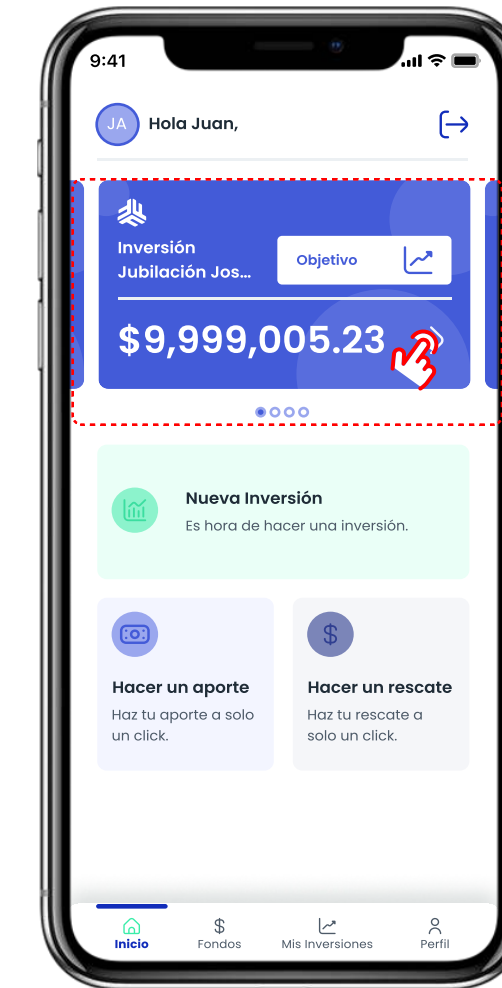 9:41
JA
Hola Juan,
Inversión
Jubilación Jos...
Objetivo
$9,999,005.23
Nueva Inversión
Es hora de hacer una inversión.
Hacer un aporte
Haz tu aporte a solo
un click.
Hacer un rescate
Haz tu rescate a
solo un click.
Inicio
Fondos
Mis Inversiones
Perfil